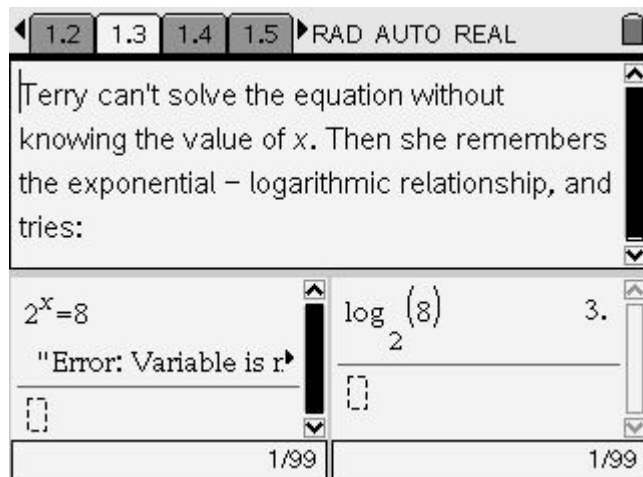 1.2 1.3 1.4 1.5 RAD AUTO REAL
Terry can't solve the equation without
knowing the value of x. Then she remembers
the exponential – logarithmic relationship, and
tries:
2^x=8
"Error: Variable is r
1/99
log₂(8) 3.
1/99